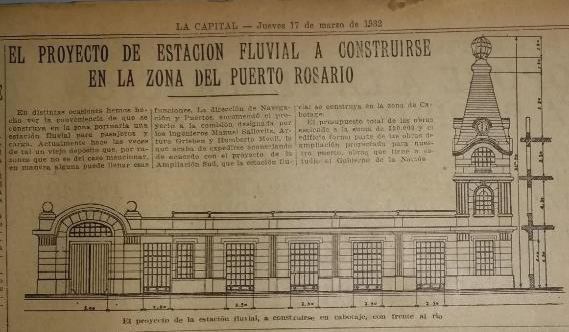 LA CAPITAL — Jueves 17 de marzo de 1932
EL PROYECTO DE ESTACION FLUVIAL A CONSTRUIRSE
EN LA ZONA DEL PUERTO ROSARIO
En distintas ocasiones hemos he-
cho ver la conveniencia de que se
construya en la zona portuaria una
estación fluvial para pasajeros y
carga. Actualmente hace las veces
de tal un viejo depósito que, por ra-
zones que no es del caso mencionar,
en manera alguna puede llenar esas
funciones. La dirección de Navega-
ción y Puertos, encomendó el pro-
yecto a la comisión designada por
los ingenieros Manuel Ar-
turo Grieben y Humberto la
que acaba de expedirse aconsejando
de acuerdo con el proyecto de la
Ampliación Sud, que la estación flu-
vial se construya en la zona de Ca-
botaje.
El presupuesto total de las obras
asciende a la suma de y el
edificio forma parte de las obras de
ampliación proyectada para nues-
tro puerto, obra que tiene a es-
tudio el Gobierno de la Nación
El proyecto de la estación fluvial, a construirse en cabotaje, con frente al río